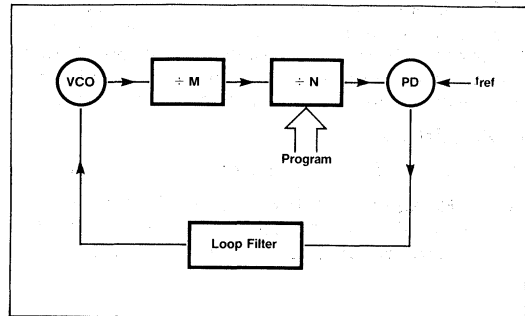 VCO
÷ M
÷ N
PD
fref
Program
Loop Filter